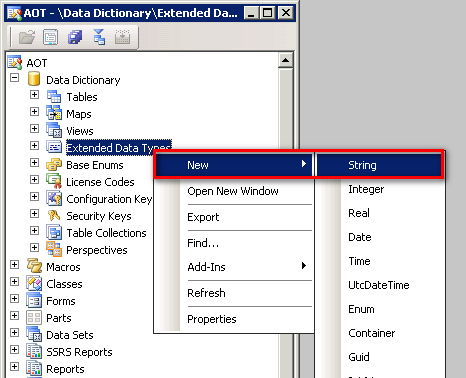 AOT - \Data Dictionary\Extended Da...
AOT
Data Dictionary
Tables
Maps
Views
Extended Data Types
Base Enums
License Codes
Configuration Key
Security Keys
Table Collections
Perspectives
Macros
Classes
Forms
Parts
Data Sets
SSRS Reports
Reports
New
Open New Window
Export
Find...
Add-Ins
Refresh
Properties
String
Integer
Real
Date
Time
UtcDateTime
Enum
Container
Guid